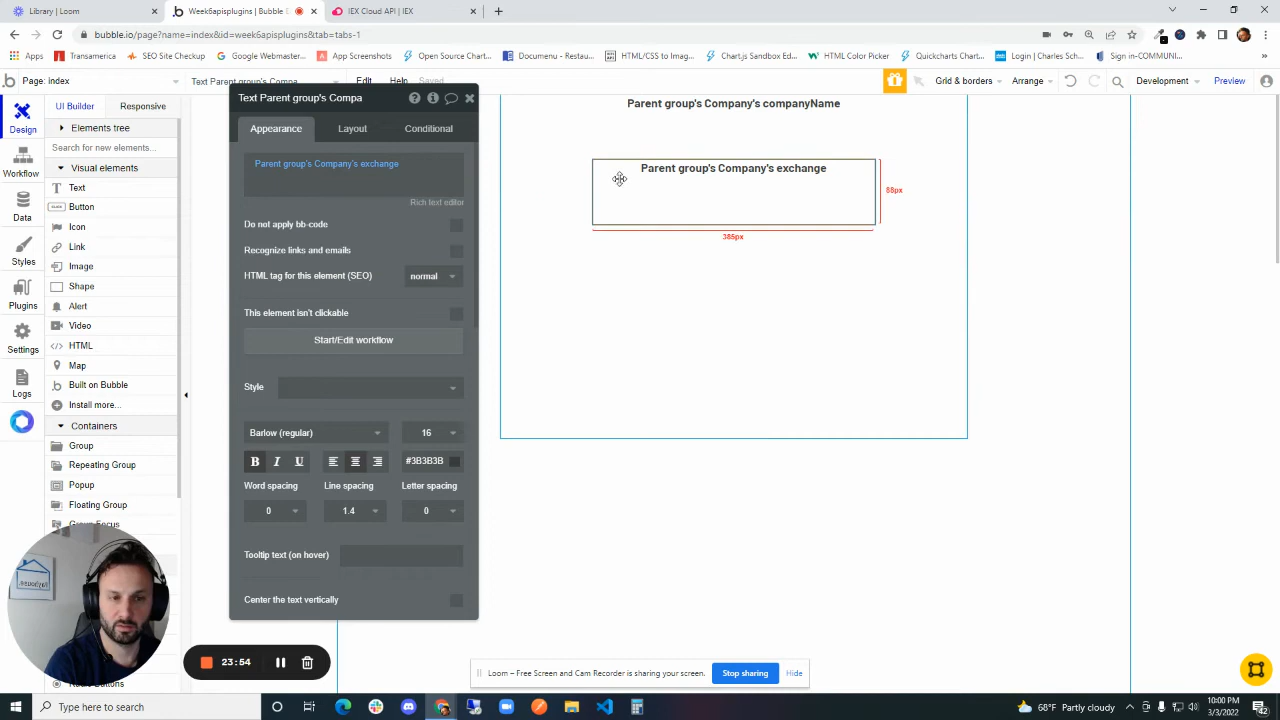 Library | Loom
Week6apisplugins | Bubble E
IEX Cloud API | IEX
bubble.io/page?name=index&id=week6apisplugins&tab=tabs-1
Apps
Transamerica
SEO Site Checkup
Google
App Screenshots
Open Source Chart...
Documenu - Restau...
HTML/CSS to Imag...
Chart.js Sandbox Ed...
HTML Color Picker
Quickcharts Chart...
Login | Charts Com...
Sign in-COMMUNI...
Page: index
Text Parent group's Compa
Edit
Help
Saved
Grid & borders
Arrange
Development
Preview
UI Builder
Responsive
Design
Workflow
Data
Styles
Plugins
Settings
Logs
Elements tree
Search for new elements...
Visual elements
Text
Button
Icon
Link
Image
Shape
Alert
Video
HTML
Map
Built on Bubble
Install more...
Containers
Group
Repeating Group
Popup
Floating Group
Group Focus
Text Parent group's Compa
Appearance
Layout
Conditional
Parent group's Company's exchange
Rich text editor
Do not apply bb-code
Recognize links and emails
HTML tag for this element (SEO)
normal
This element isn't clickable
Start/Edit workflow
Style
Barlow (regular)
16
B I U
#3B3B3B
Word spacing
Line spacing
Letter spacing
0
1.4
0
Tooltip text (on hover)
Center the text vertically
Parent group's Company's companyName
Parent group's Company's exchange
88px
385px
23:54
Loom – Free Screen and Cam Recorder is sharing your screen.
Stop sharing
Hide
Type here to search
68°F
Partly cloudy
10:00 PM
3/3/2022
42